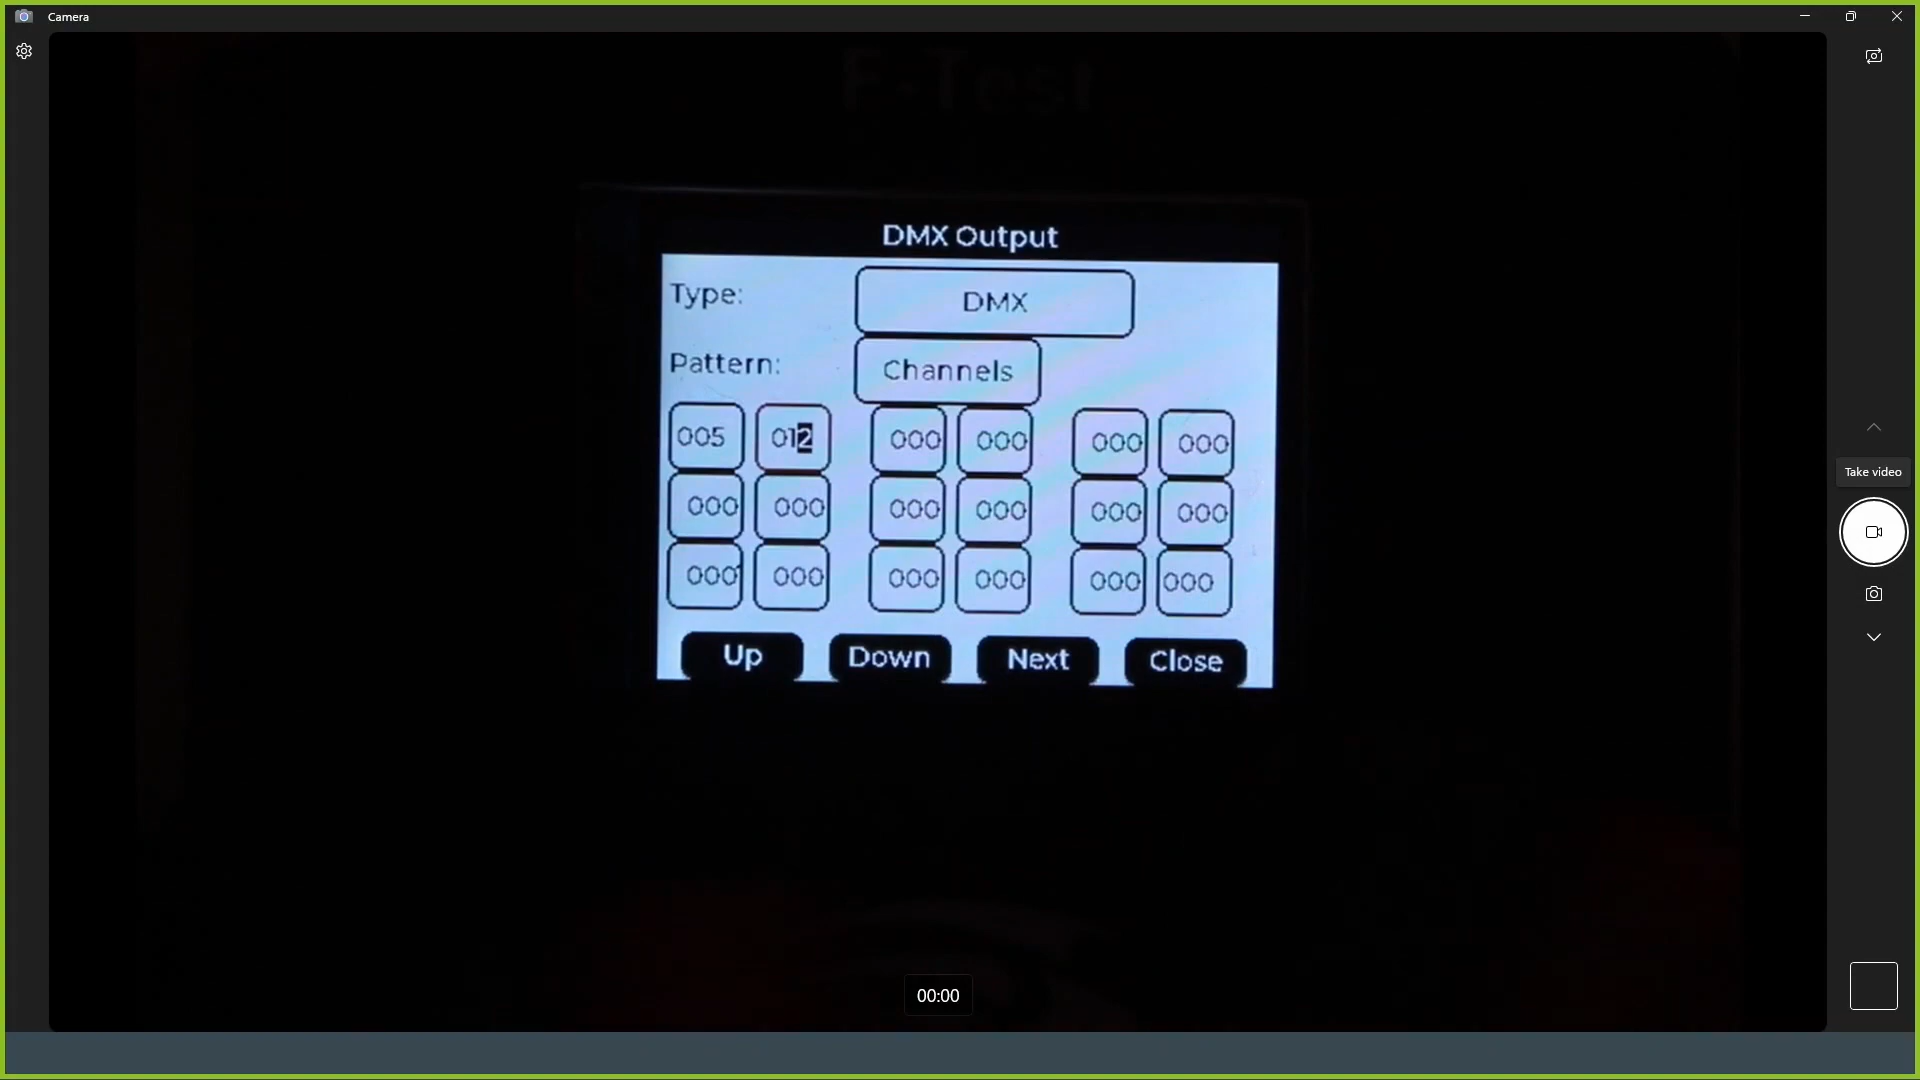 Camera
F-Test
DMX Output
Type: DMX
Pattern: Channels
005 012 000 000 000 000
000 000 000 000 000 000
000 000 000 000 000 000
Up Down Next Close
Take video
00:00